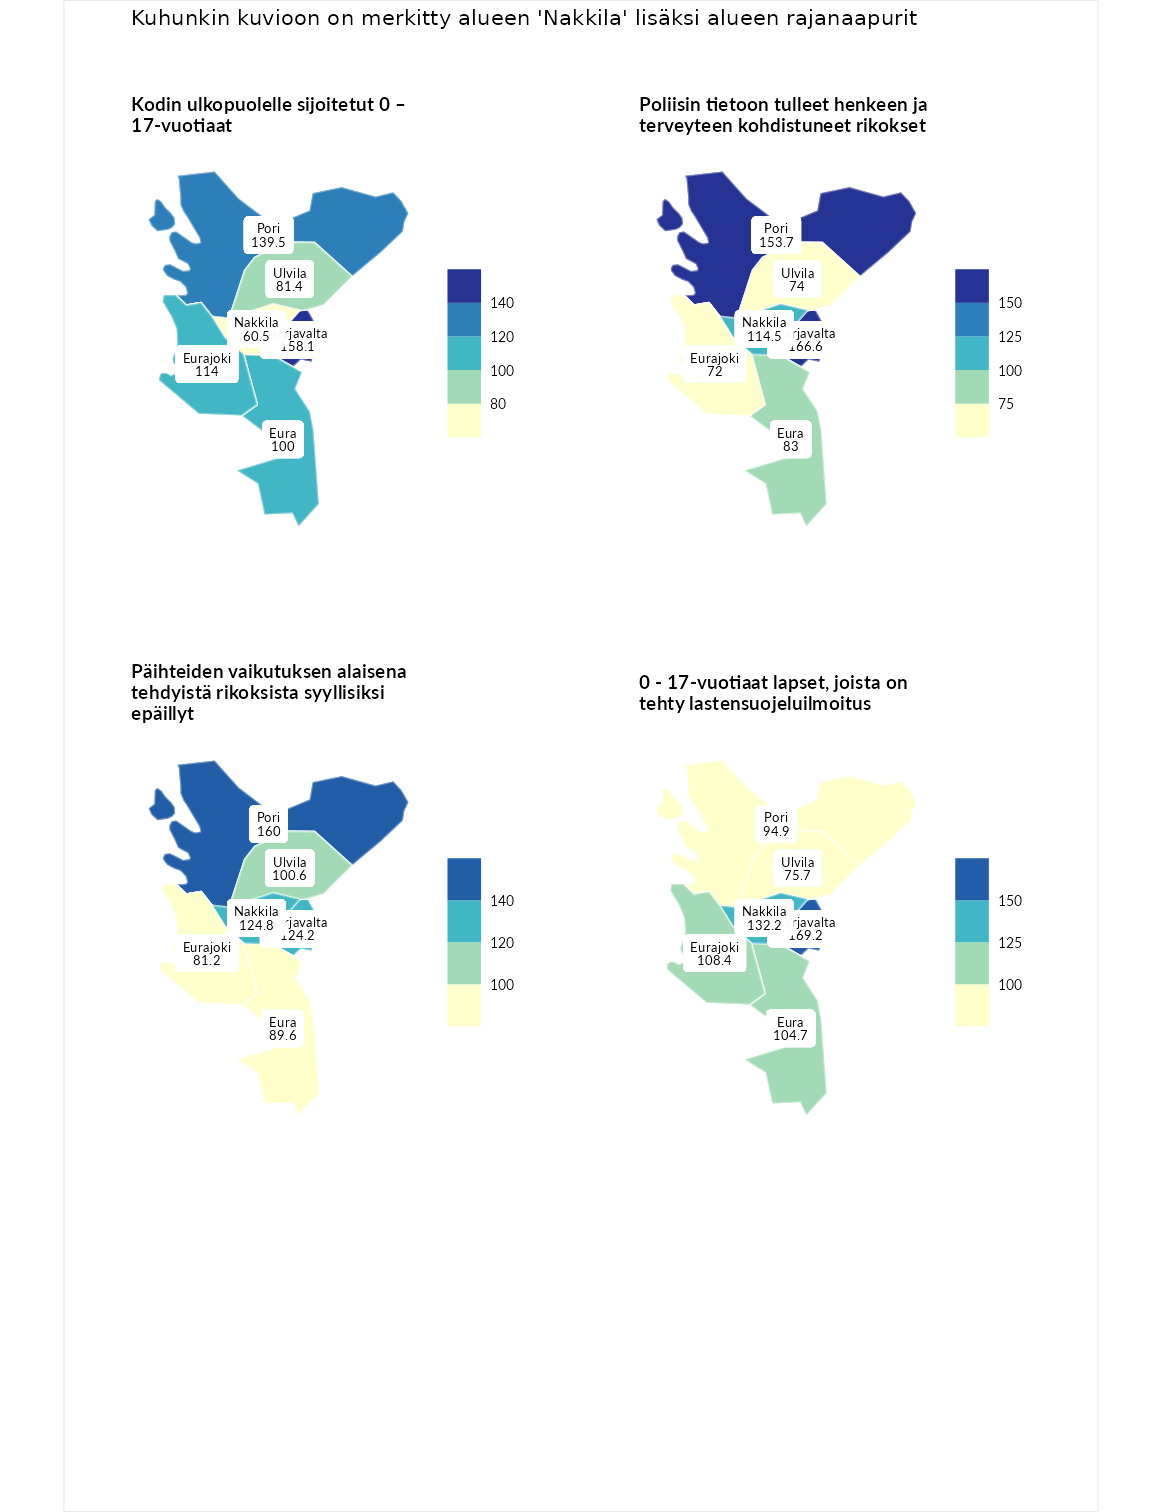 Kuhunkin kuvioon on merkitty alueen 'Nakkila' lisäksi alueen rajanaapurit
Kodin ulkopuolelle sijoitetut 0 –
17-vuotiaat
Pori
139.5
Ulvila
81.4
Nakkila
60.5
rjavalta
158.1
Eurajoki
114
Eura
100
140
120
100
80
Poliisin tietoon tulleet henkeen ja
terveyteen kohdistuneet rikokset
Pori
153.7
Ulvila
74
Nakkila
114.5
rjavalta
166.6
Eurajoki
72
Eura
83
150
125
100
75
Päihteiden vaikutuksen alaisena
tehdyistä rikoksista syyllisiksi
epäillyt
Pori
160
Ulvila
100.6
Nakkila
124.8
rjavalta
124.2
Eurajoki
81.2
Eura
89.6
140
120
100
0 - 17-vuotiaat lapset, joista on
tehty lastensuojeluilmoitus
Pori
94.9
Ulvila
75.7
Nakkila
132.2
rjavalta
169.2
Eurajoki
108.4
Eura
104.7
150
125
100